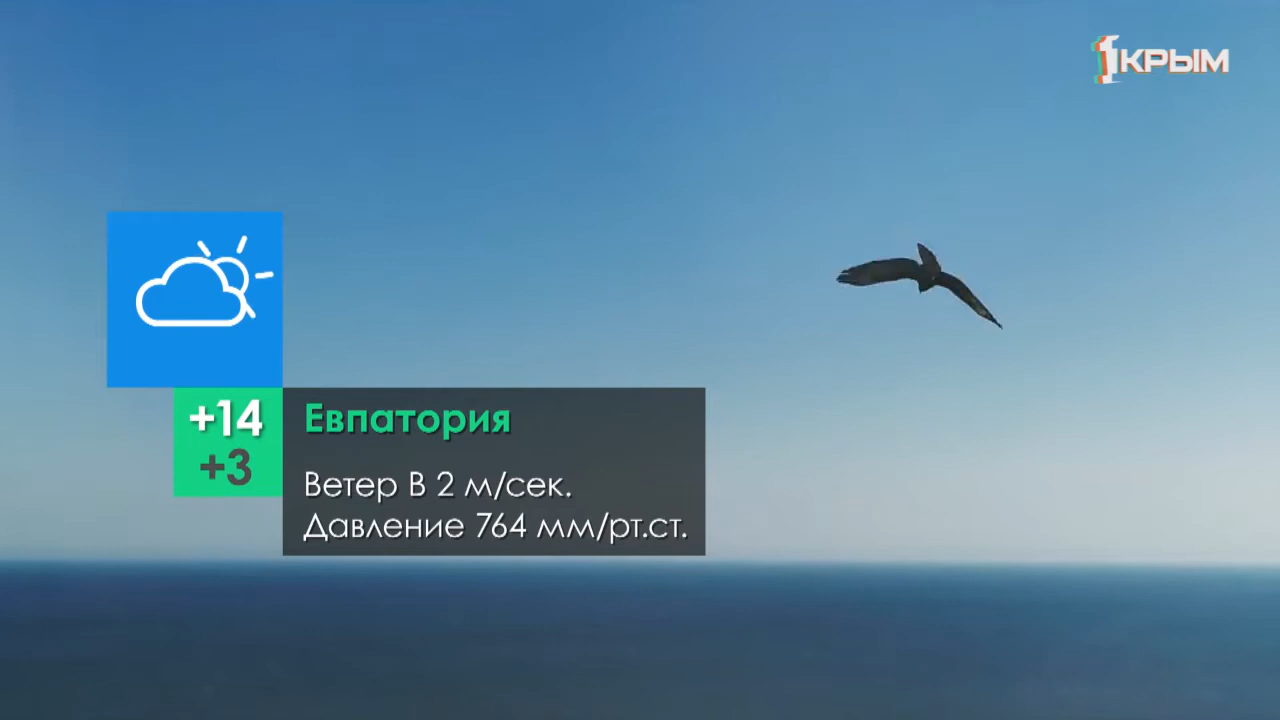 1КРЫМ
+14
+3
Евпатория
Ветер В 2 м/сек.
Давление 764 мм/рт.ст.